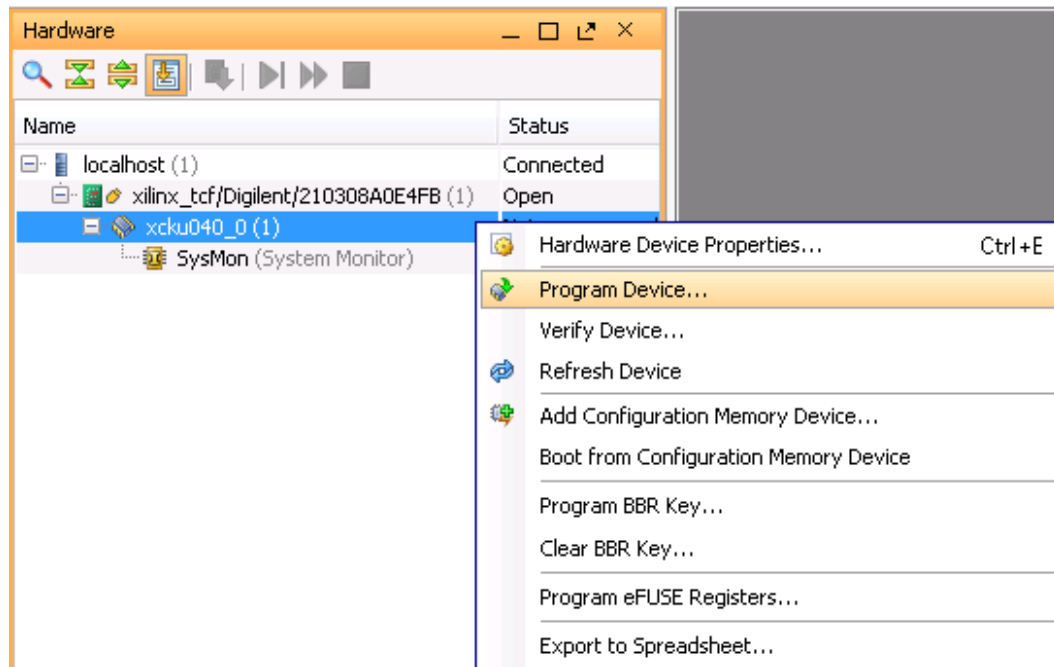 Hardware
Name Status
localhost (1) Connected
xilinx_tcf/Digilent/210308A0E4FB (1) Open
xcku040_0 (1)
SysMon (System Monitor)
Hardware Device Properties... Ctrl+E
Program Device...
Verify Device...
Refresh Device
Add Configuration Memory Device...
Boot from Configuration Memory Device
Program BBR Key...
Clear BBR Key...
Program eFUSE Registers...
Export to Spreadsheet...